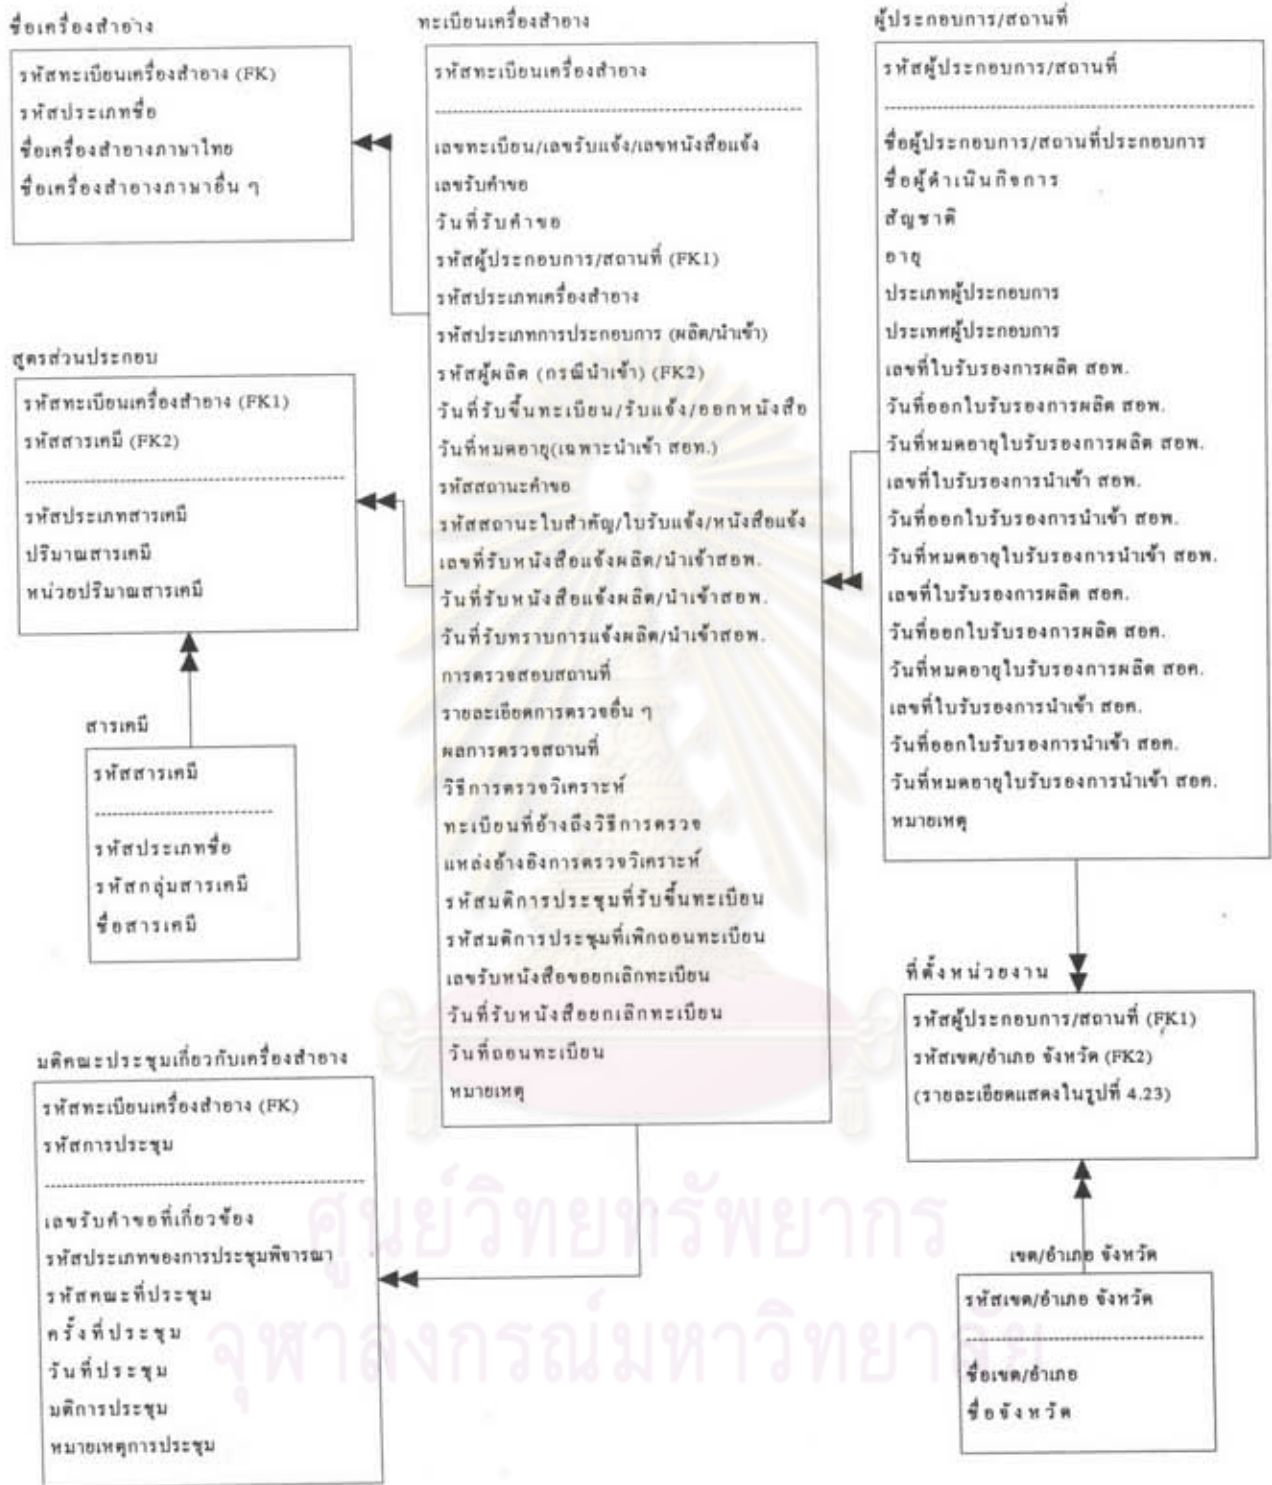 ชื่อเครื่องสำอาง
รหัสทะเบียนเครื่องสำอาง (FK)
รหัสประเภทชื่อ
ชื่อเครื่องสำอางภาษาไทย
ชื่อเครื่องสำอางภาษาอื่น ๆ
สูตรส่วนประกอบ
รหัสทะเบียนเครื่องสำอาง (FK1)
รหัสสารเคมี (FK2)
รหัสประเภทสารเคมี
ปริมาณสารเคมี
หน่วยปริมาณสารเคมี
สารเคมี
รหัสสารเคมี
รหัสประเภทชื่อ
รหัสกลุ่มสารเคมี
ชื่อสารเคมี
มติคณะประชุมเกี่ยวกับเครื่องสำอาง
รหัสทะเบียนเครื่องสำอาง (FK)
รหัสการประชุม
เลขรับคำขอที่เกี่ยวข้อง
รหัสประเภทของการประชุมพิจารณา
รหัสคณะที่ประชุม
ครั้งที่ประชุม
วันที่ประชุม
มติการประชุม
หมายเหตุการประชุม
ทะเบียนเครื่องสำอาง
รหัสทะเบียนเครื่องสำอาง
เลขทะเบียน/เลขรับแจ้ง/เลขหนังสือแจ้ง
เลขรับคำขอ
วันที่รับคำขอ
รหัสผู้ประกอบการ/สถานที่ (FK1)
รหัสประเภทเครื่องสำอาง
รหัสประเภทการประกอบการ (ผลิต/นำเข้า)
รหัสผู้ผลิต (กรณีนำเข้า) (FK2)
วันที่รับขึ้นทะเบียน/รับแจ้ง/ออกหนังสือ
วันที่หมดอายุ(เฉพาะนำเข้า สอท.)
รหัสสถานะคำขอ
รหัสสถานะใบสำคัญ/ใบรับแจ้ง/หนังสือแจ้ง
เลขที่รับหนังสือแจ้งผลิต/นำเข้าสอพ.
วันที่รับหนังสือแจ้งผลิต/นำเข้าสอพ.
วันที่รับทราบการแจ้งผลิต/นำเข้าสอพ.
การตรวจสอบสถานที่
รายละเอียดการตรวจอื่น ๆ
ผลการตรวจสถานที่
วิธีการตรวจวิเคราะห์
ทะเบียนที่อ้างถึงวิธีการตรวจ
แหล่งอ้างอิงการตรวจวิเคราะห์
รหัสมติการประชุมที่รับขึ้นทะเบียน
รหัสมติการประชุมที่เพิกถอนทะเบียน
เลขรับหนังสือขอยกเลิกทะเบียน
วันที่รับหนังสือยกเลิกทะเบียน
วันที่ถอนทะเบียน
หมายเหตุ
ผู้ประกอบการ/สถานที่
รหัสผู้ประกอบการ/สถานที่
ชื่อผู้ประกอบการ/สถานที่ประกอบการ
ชื่อผู้ดำเนินกิจการ
สัญชาติ
อายุ
ประเภทผู้ประกอบการ
ประเทศผู้ประกอบการ
เลขที่ใบรับรองการผลิต สอพ.
วันที่ออกใบรับรองการผลิต สอพ.
วันที่หมดอายุใบรับรองการผลิต สอพ.
เลขที่ใบรับรองการนำเข้า สอพ.
วันที่ออกใบรับรองการนำเข้า สอพ.
วันที่หมดอายุใบรับรองการนำเข้า สอพ.
เลขที่ใบรับรองการผลิต สอค.
วันที่ออกใบรับรองการผลิต สอค.
วันที่หมดอายุใบรับรองการผลิต สอค.
เลขที่ใบรับรองการนำเข้า สอค.
วันที่ออกใบรับรองการนำเข้า สอค.
วันที่หมดอายุใบรับรองการนำเข้า สอค.
หมายเหตุ
ที่ตั้งหน่วยงาน
รหัสผู้ประกอบการ/สถานที่ (FK1)
รหัสเขต/อำเภอ จังหวัด (FK2)
(รายละเอียดแสดงในรูปที่ 4.23)
เขต/อำเภอ จังหวัด
รหัสเขต/อำเภอ จังหวัด
ชื่อเขต/อำเภอ
ชื่อจังหวัด
ศูนย์วิทยทรัพยากร
จุฬาลงกรณ์มหาวิทยาลัย